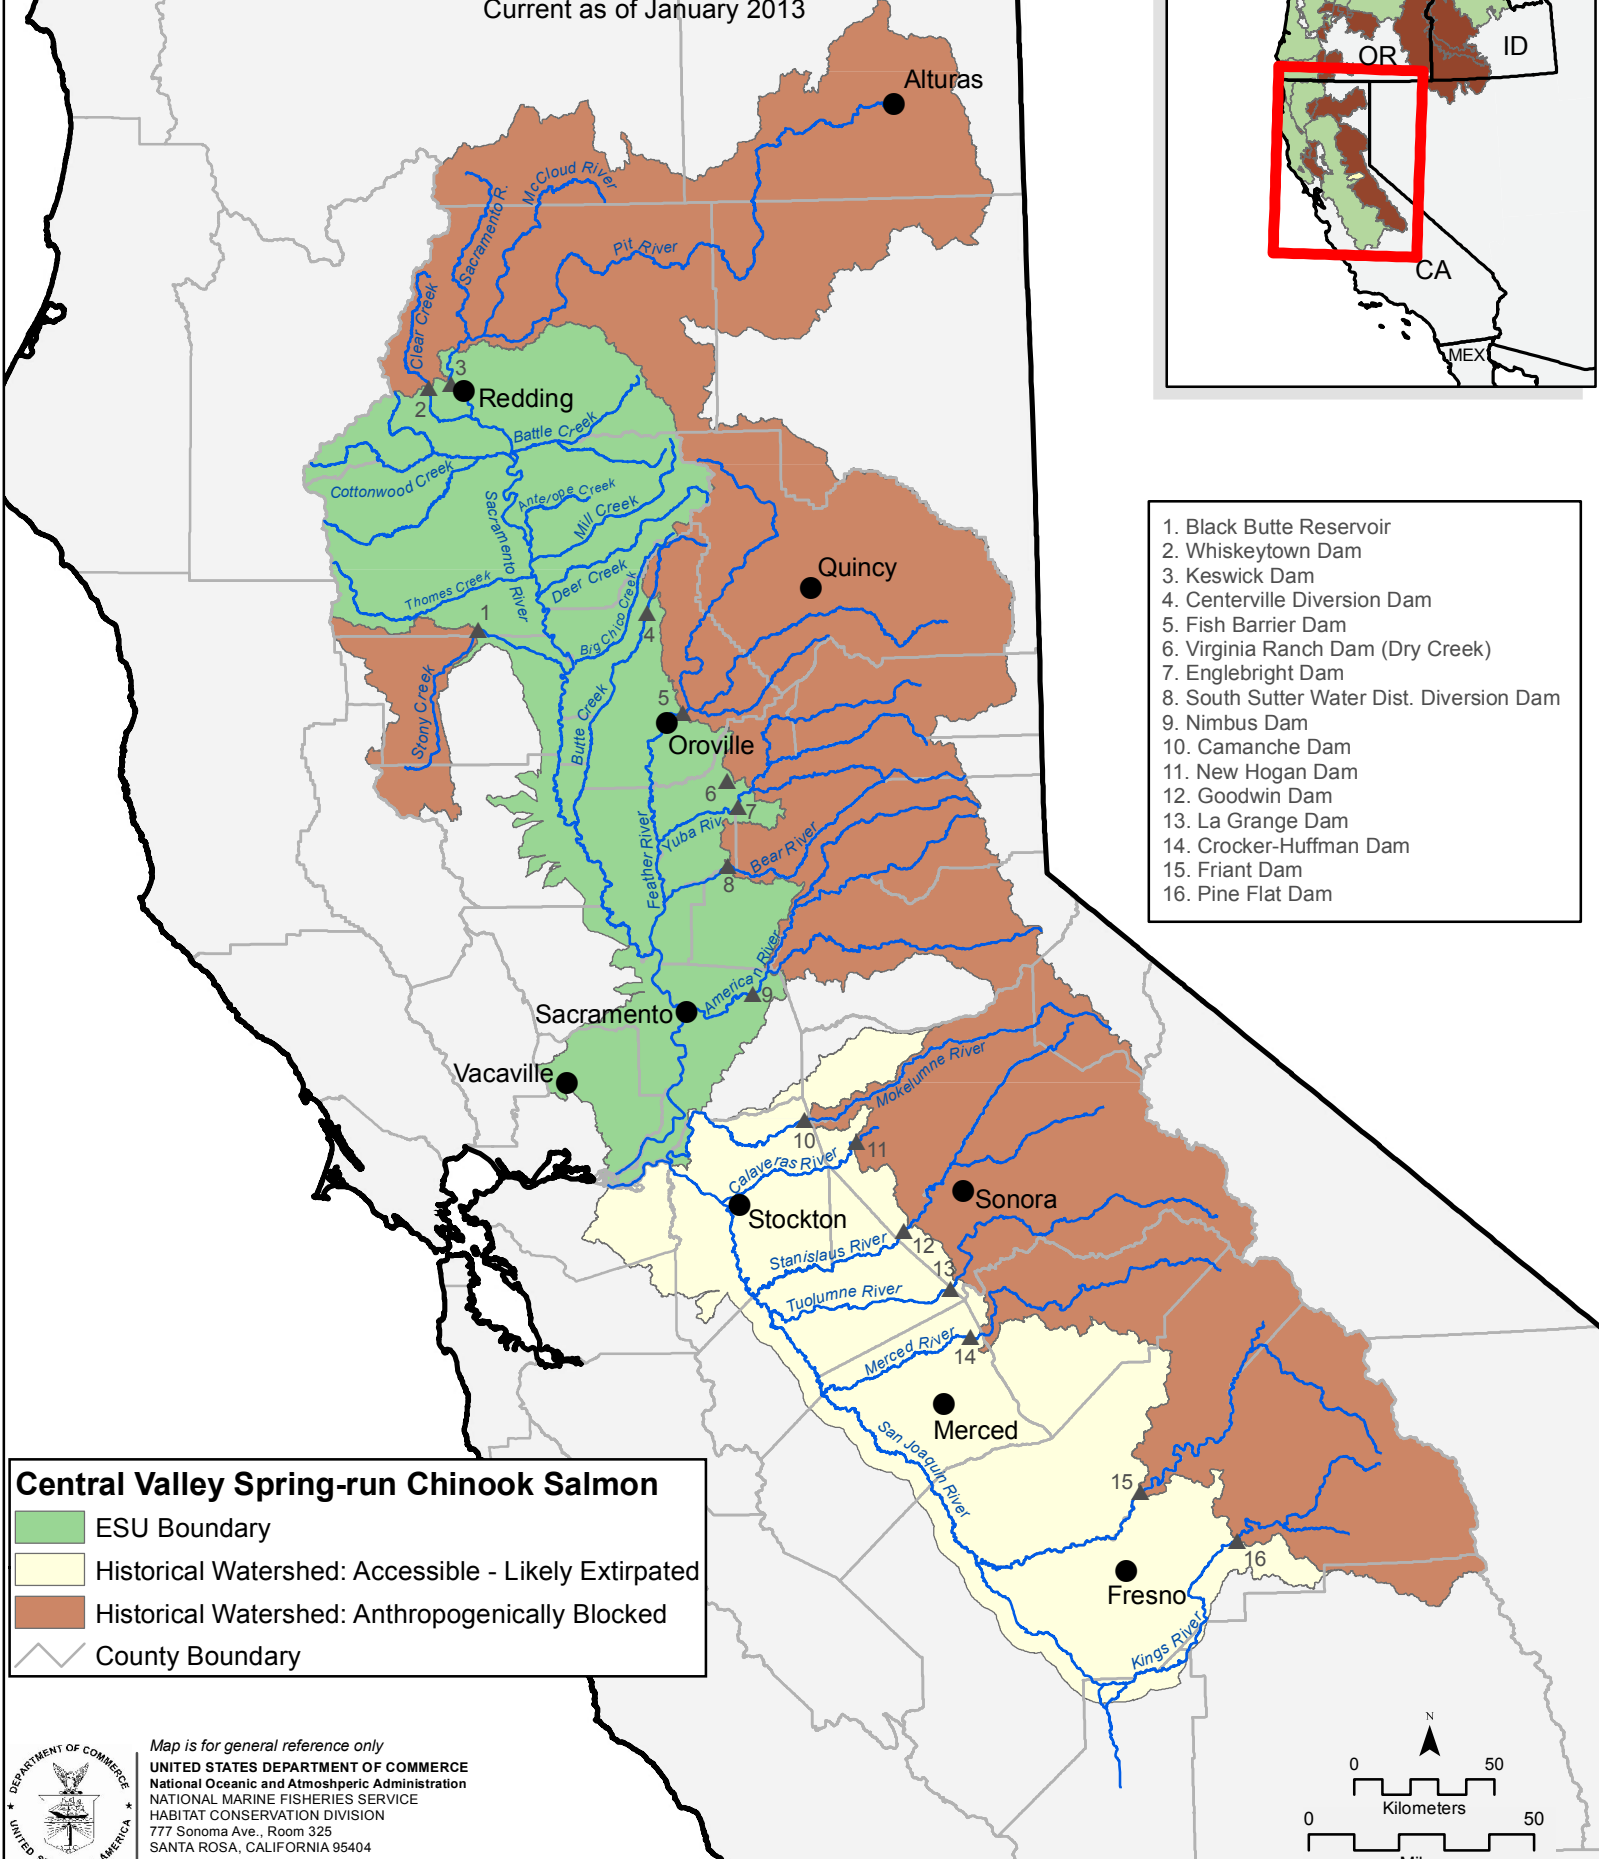 Current as of January 2013
Alturas
McCloud River
Sacramento R.
Pit River
Clear Creek
3
2
Redding
Battle Creek
Cottonwood Creek
Antelope Creek
Mill Creek
Sacramento River
Quincy
Deer Creek
Thomes Creek
Big Chico Creek
1
4
Stony Creek
Butte Creek
5
Oroville
6
7
Yuba Riv
Feather River
Bear River
8
American River
9
Sacramento
Vacaville
Mokelumne River
10
11
Calaveras River
Stockton
Sonora
Stanislaus River
12
13
Tuolumne River
Merced River
14
Merced
San Joaquin River
15
16
Fresno
Kings River
OR
ID
CA
MEX
1. Black Butte Reservoir
2. Whiskeytown Dam
3. Keswick Dam
4. Centerville Diversion Dam
5. Fish Barrier Dam
6. Virginia Ranch Dam (Dry Creek)
7. Englebright Dam
8. South Sutter Water Dist. Diversion Dam
9. Nimbus Dam
10. Camanche Dam
11. New Hogan Dam
12. Goodwin Dam
13. La Grange Dam
14. Crocker-Huffman Dam
15. Friant Dam
16. Pine Flat Dam
Central Valley Spring-run Chinook Salmon
ESU Boundary
Historical Watershed: Accessible - Likely Extirpated
Historical Watershed: Anthropogenically Blocked
County Boundary
Map is for general reference only
UNITED STATES DEPARTMENT OF COMMERCE
National Oceanic and Atmoshperic Administration
NATIONAL MARINE FISHERIES SERVICE
HABITAT CONSERVATION DIVISION
777 Sonoma Ave., Room 325
SANTA ROSA, CALIFORNIA 95404
DEPARTMENT OF COMMERCE
UNITED
AMERICA
N
0 50
Kilometers
0 50